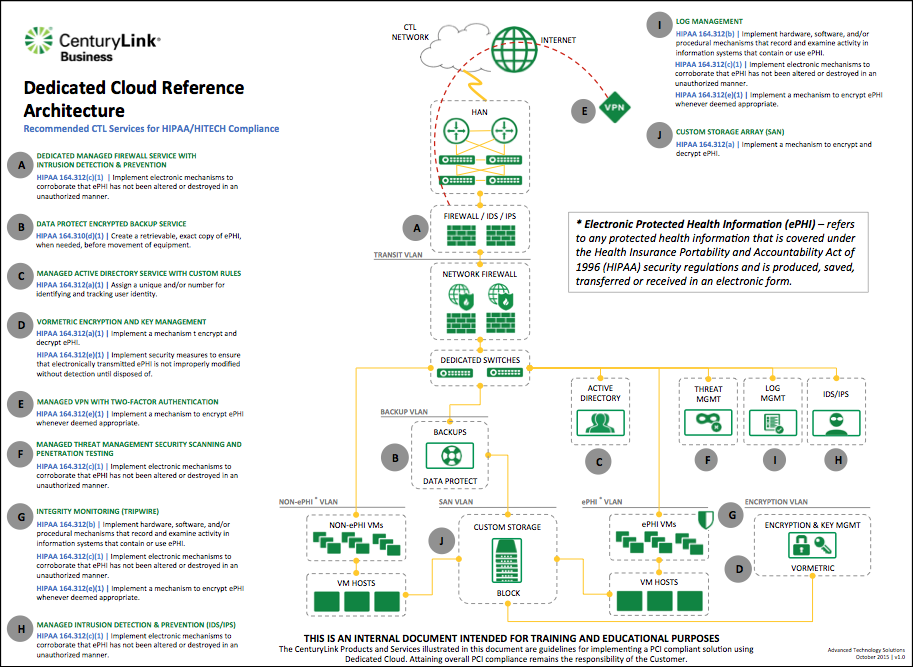 CenturyLink®
Business
Dedicated Cloud Reference
Architecture
Recommended CTL Services for HIPAA/HITECH Compliance
A
DEDICATED MANAGED FIREWALL SERVICE WITH
INTRUSION DETECTION & PREVENTION
HIPAA 164.312(c)(1) | Implement electronic mechanisms to
corroborate that ePHI has not been altered or destroyed in an
unauthorized manner.
B
DATA PROTECT ENCRYPTED BACKUP SERVICE
HIPAA 164.310(d)(1) | Create a retrievable, exact copy of ePHI,
when needed, before movement of equipment.
C
MANAGED ACTIVE DIRECTORY SERVICE WITH CUSTOM RULES
HIPAA 164.312(a)(1) | Assign a unique and/or number for
identifying and tracking user identity.
D
VORMETRIC ENCRYPTION AND KEY MANAGEMENT
HIPAA 164.312(a)(1) | Implement a mechanism t encrypt and
decrypt ePHI.
HIPAA 164.312(e)(1) | Implement security measures to ensure
that electronically transmitted ePHI is not improperly modified
without detection until disposed of.
E
MANAGED VPN WITH TWO-FACTOR AUTHENTICATION
HIPAA 164.312(e)(1) | Implement a mechanism to encrypt ePHI
whenever deemed appropriate.
F
MANAGED THREAT MANAGEMENT SECURITY SCANNING AND
PENETRATION TESTING
HIPAA 164.312(c)(1) | Implement electronic mechanisms to
corroborate that ePHI has not been altered or destroyed in an
unauthorized manner.
G
INTEGRITY MONITORING (TRIPWIRE)
HIPAA 164.312(b) | Implement hardware, software, and/or
procedural mechanisms that record and examine activity in
information systems that contain or use ePHI.
HIPAA 164.312(c)(1) | Implement electronic mechanisms to
corroborate that ePHI has not been altered or destroyed in an
unauthorized manner.
HIPAA 164.312(e)(1) | Implement a mechanism to encrypt ePHI
whenever deemed appropriate.
H
MANAGED INTRUSION DETECTION & PREVENTION (IDS/IPS)
HIPAA 164.312(c)(1) | Implement electronic mechanisms to
corroborate that ePHI has not been altered or destroyed in an
unauthorized manner.
CTL
NETWORK
INTERNET
E
VPN
HAN
A
FIREWALL / IDS / IPS
TRANSIT VLAN
NETWORK FIREWALL
DEDICATED SWITCHES
I
LOG MANAGEMENT
HIPAA 164.312(b) | Implement hardware, software, and/or
procedural mechanisms that record and examine activity in
information systems that contain or use ePHI.
HIPAA 164.312(c)(1) | Implement electronic mechanisms to
corroborate that ePHI has not been altered or destroyed in an
unauthorized manner.
HIPAA 164.312(e)(1) | Implement a mechanism to encrypt ePHI
whenever deemed appropriate.
J
CUSTOM STORAGE ARRAY (SAN)
HIPAA 164.312(a) | Implement a mechanism to encrypt and
decrypt ePHI.
* Electronic Protected Health Information (ePHI) – refers
to any protected health information that is covered under
the Health Insurance Portability and Accountability Act of
1996 (HIPAA) security regulations and is produced, saved,
transferred or received in an electronic form.
BACKUP VLAN
B
BACKUPS
DATA PROTECT
ACTIVE
DIRECTORY
C
THREAT
MGMT
F
LOG
MGMT
I
IDS/IPS
H
NON-ePHI * VLAN
NON-ePHI VMs
VM HOSTS
SAN VLAN
J
CUSTOM STORAGE
BLOCK
ePHI * VLAN
ePHI VMs
VM HOSTS
G
D
ENCRYPTION VLAN
ENCRYPTION & KEY MGMT
VORMETRIC
THIS IS AN INTERNAL DOCUMENT INTENDED FOR TRAINING AND EDUCATIONAL PURPOSES
The CenturyLink Products and Services illustrated in this document are guidelines for implementing a PCI compliant solution using
Dedicated Cloud. Attaining overall PCI compliance remains the responsibility of the Customer.
Advanced Technology Solutions
October 2015 | v1.0